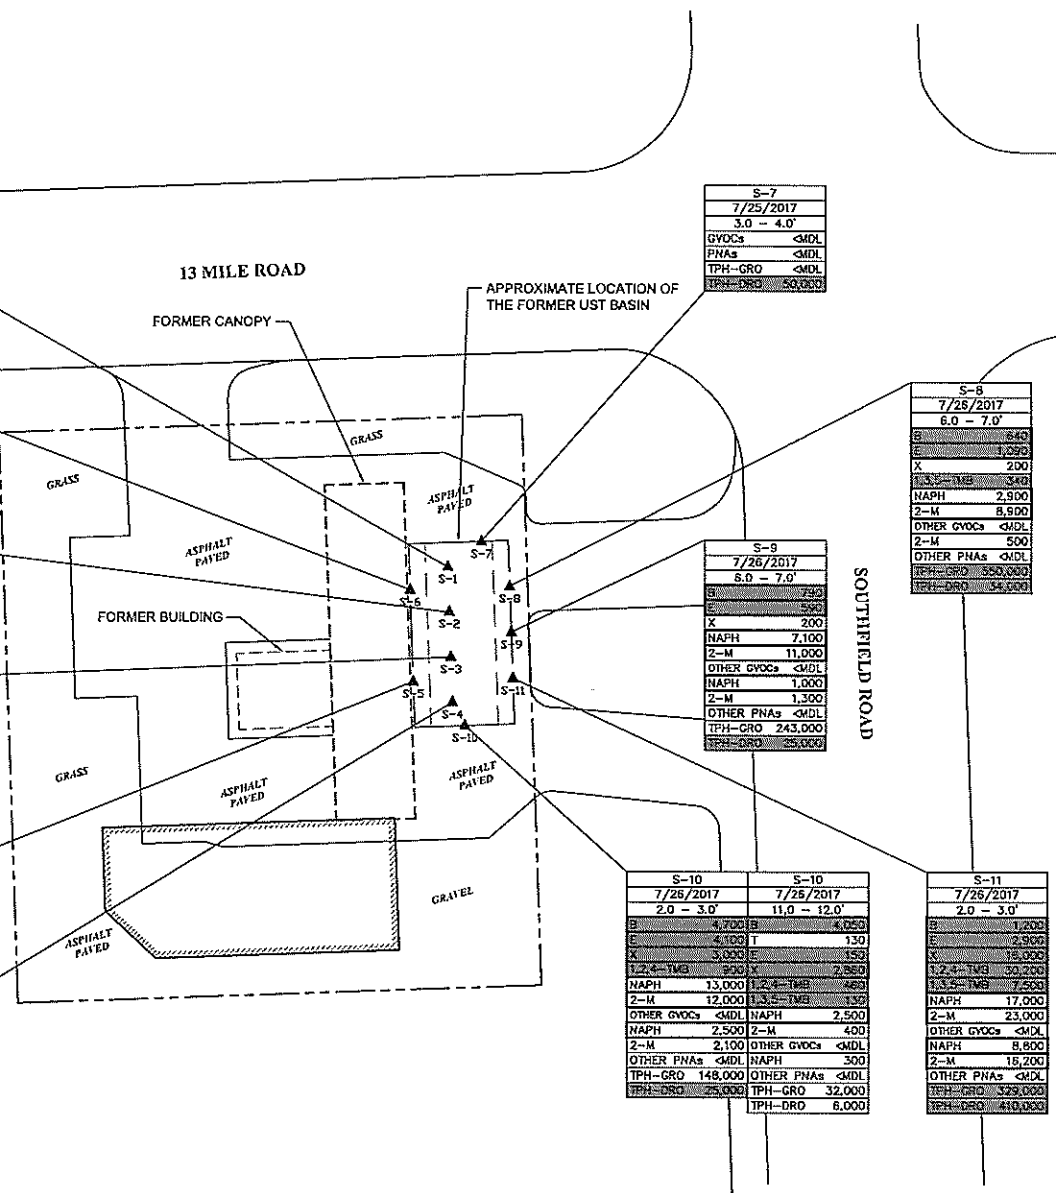 S-7
7/25/2017
3.0 - 4.0'
GVOCs <MDL
PNAs <MDL
TPH-GRO <MDL
TPH-DRO 50,000
13 MILE ROAD
APPROXIMATE LOCATION OF
THE FORMER UST BASIN
FORMER CANOPY
S-8
7/26/2017
6.0 - 7.0'
B 640
E 1,090
X 200
1,3,5-TMB 340
NAPH 2,900
2-M 8,900
OTHER GVOCs <MDL
2-M 500
OTHER PNAs <MDL
TPH-GRO 550,000
TPH-DRO 34,000
GRASS
GRASS
ASPHALT
PAVED
ASPHALT
PAVED
S-7
S-1
S-6
S-8
S-2
S-9
S-3
S-5
S-11
S-4
S-10
FORMER BUILDING
S-9
7/26/2017
6.0 - 7.0'
B 790
E 590
X 200
NAPH 7,100
2-M 11,000
OTHER GVOCs <MDL
NAPH 1,000
2-M 1,300
OTHER PNAs <MDL
TPH-GRO 243,000
TPH-DRO 25,000
SOUTHFIELD ROAD
GRASS
ASPHALT
PAVED
ASPHALT
PAVED
GRAVEL
ASPHALT
PAVED
S-10
7/26/2017
2.0 - 3.0'
B 4,700
E 4,100
X 3,000
1,2,4-TMB 900
NAPH 13,000
2-M 12,000
OTHER GVOCs <MDL
NAPH 2,500
2-M 2,100
OTHER PNAs <MDL
TPH-GRO 148,000
TPH-DRO 25,000
S-10
7/26/2017
11.0 - 12.0'
B 4,050
T 130
E 150
X 2,860
1,2,4-TMB 460
1,3,5-TMB 130
NAPH 2,500
2-M 400
OTHER GVOCs <MDL
NAPH 300
OTHER PNAs <MDL
TPH-GRO 32,000
TPH-DRO 6,000
S-11
7/26/2017
2.0 - 3.0'
B 1,200
E 2,900
X 16,000
1,2,4-TMB 30,200
1,3,5-TMB 7,500
NAPH 17,000
2-M 23,000
OTHER GVOCs <MDL
NAPH 8,600
2-M 16,200
OTHER PNAs <MDL
TPH-GRO 329,000
TPH-DRO 410,000